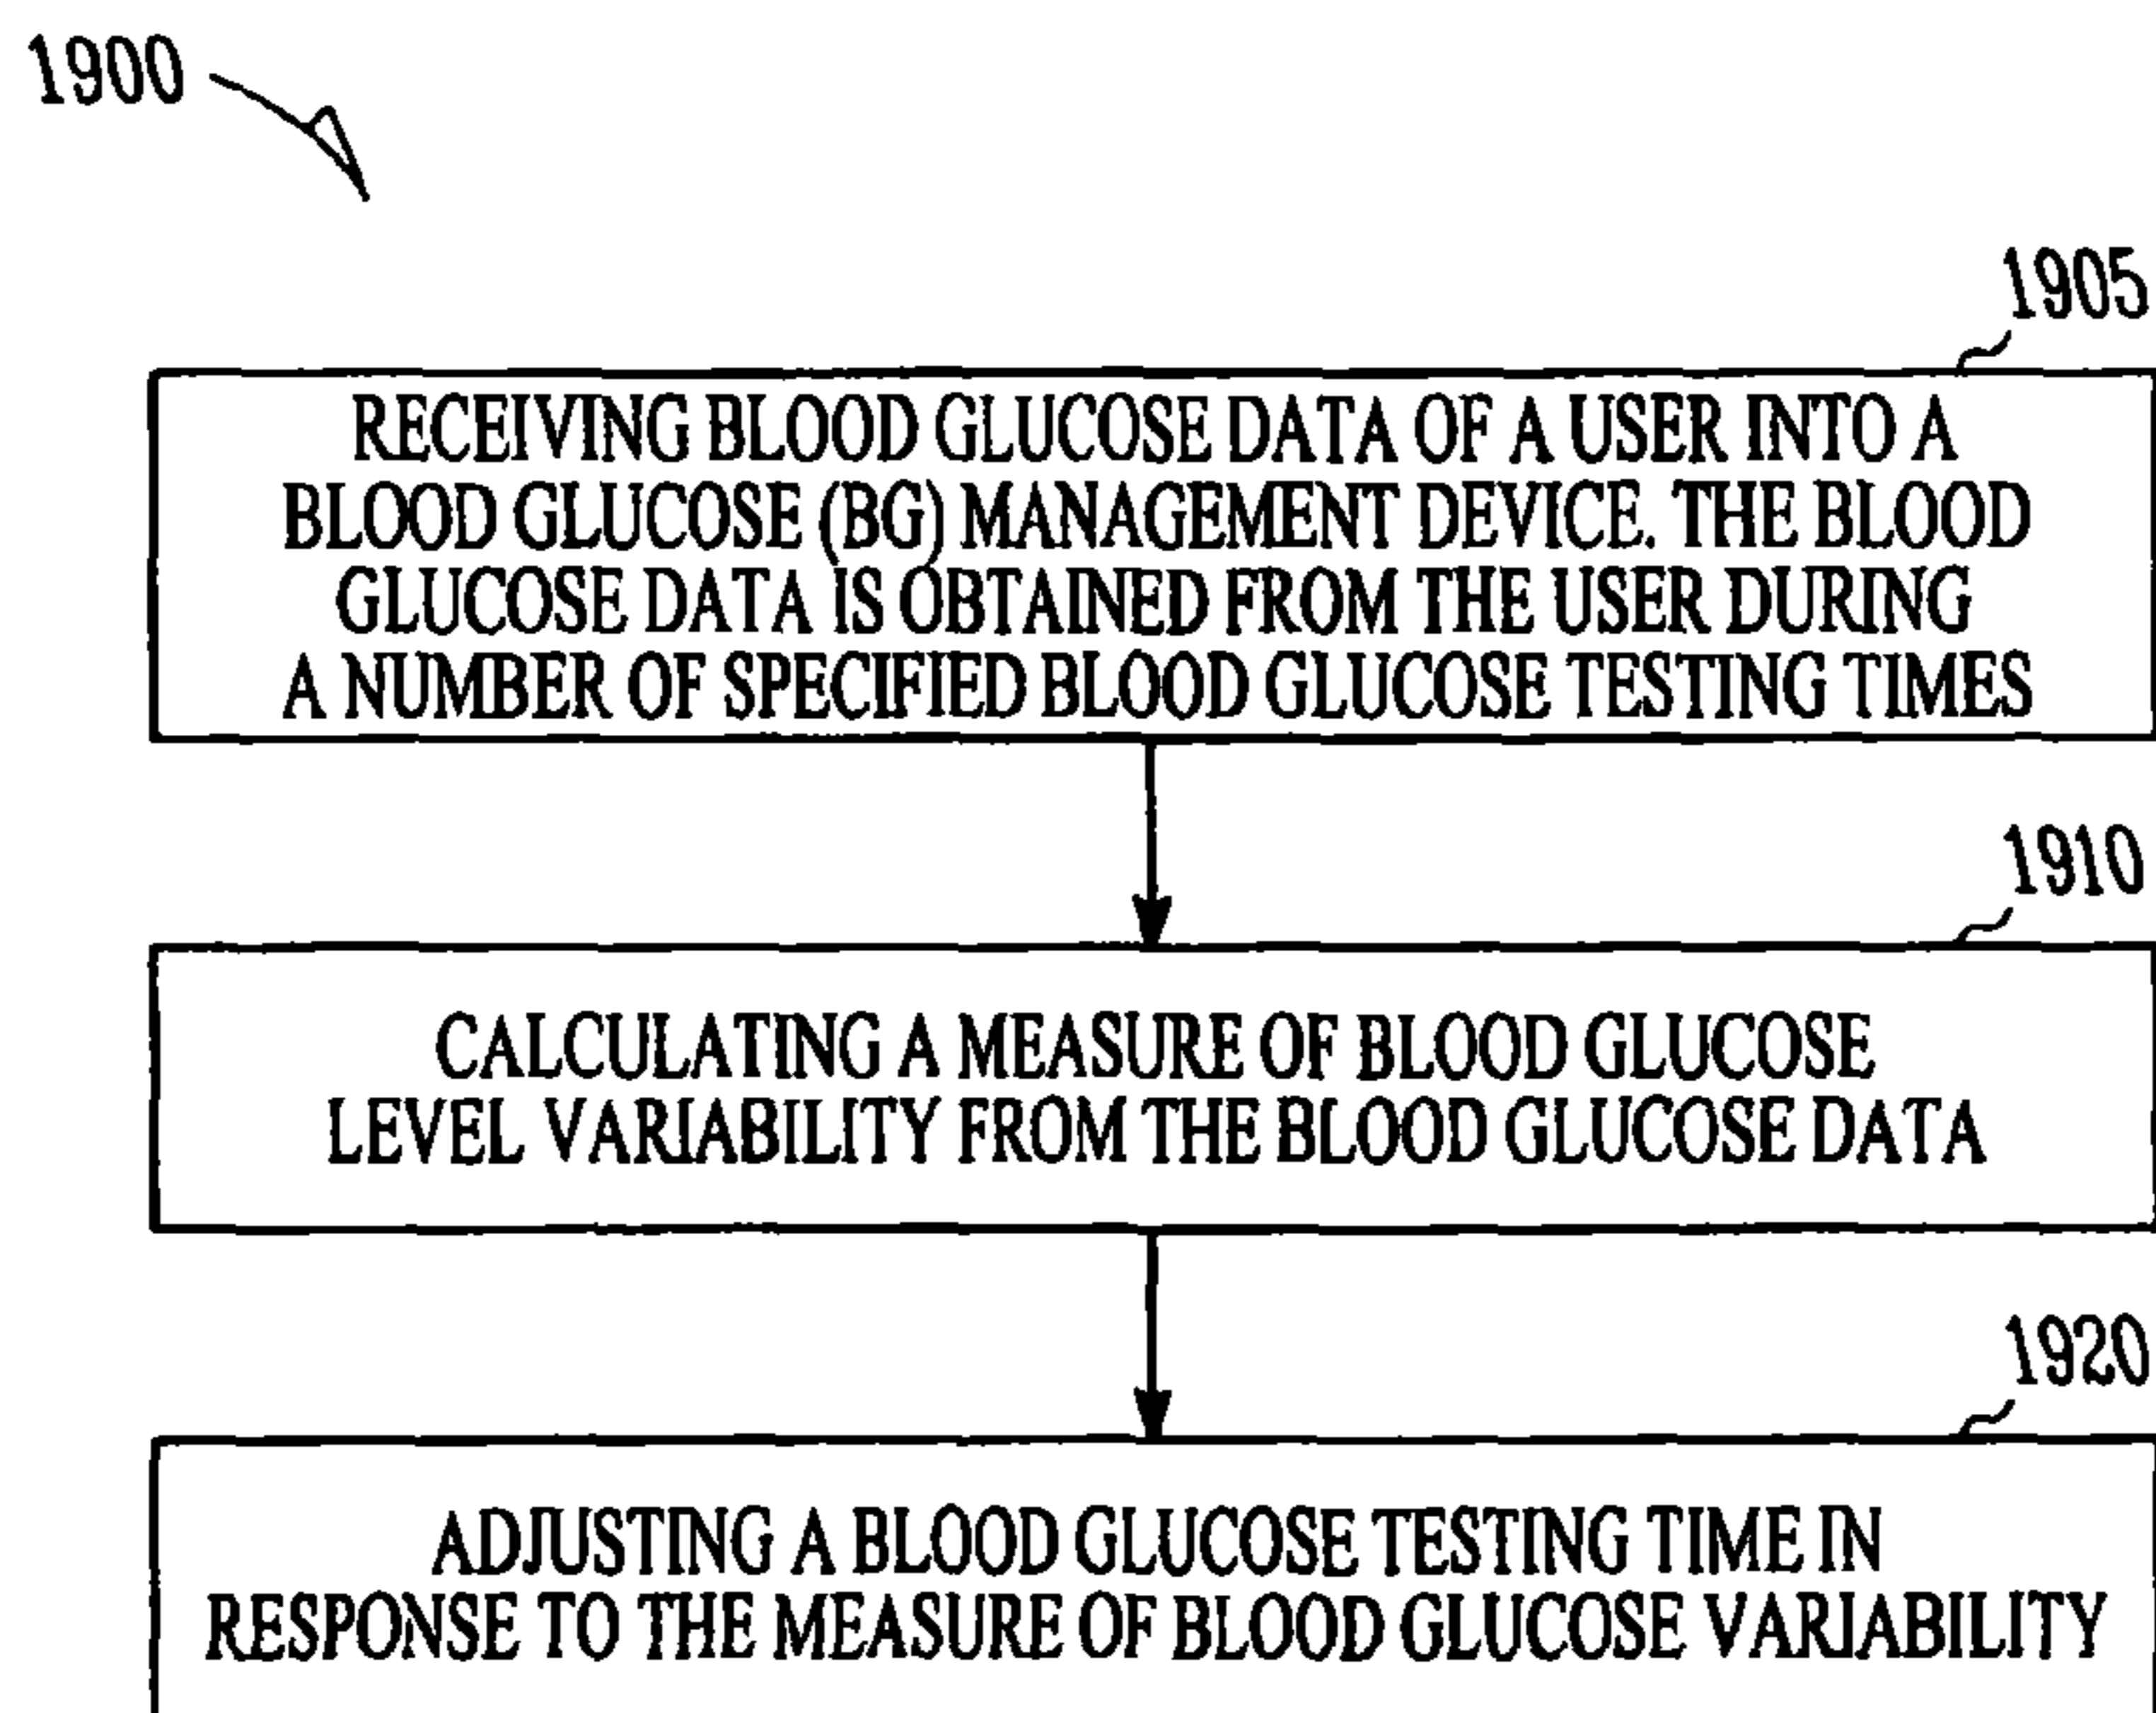 1900
1905
RECEIVING BLOOD GLUCOSE DATA OF A USER INTO A
BLOOD GLUCOSE (BG) MANAGEMENT DEVICE. THE BLOOD
GLUCOSE DATA IS OBTAINED FROM THE USER DURING
A NUMBER OF SPECIFIED BLOOD GLUCOSE TESTING TIMES
1910
CALCULATING A MEASURE OF BLOOD GLUCOSE
LEVEL VARIABILITY FROM THE BLOOD GLUCOSE DATA
1920
ADJUSTING A BLOOD GLUCOSE TESTING TIME IN
RESPONSE TO THE MEASURE OF BLOOD GLUCOSE VARIABILITY